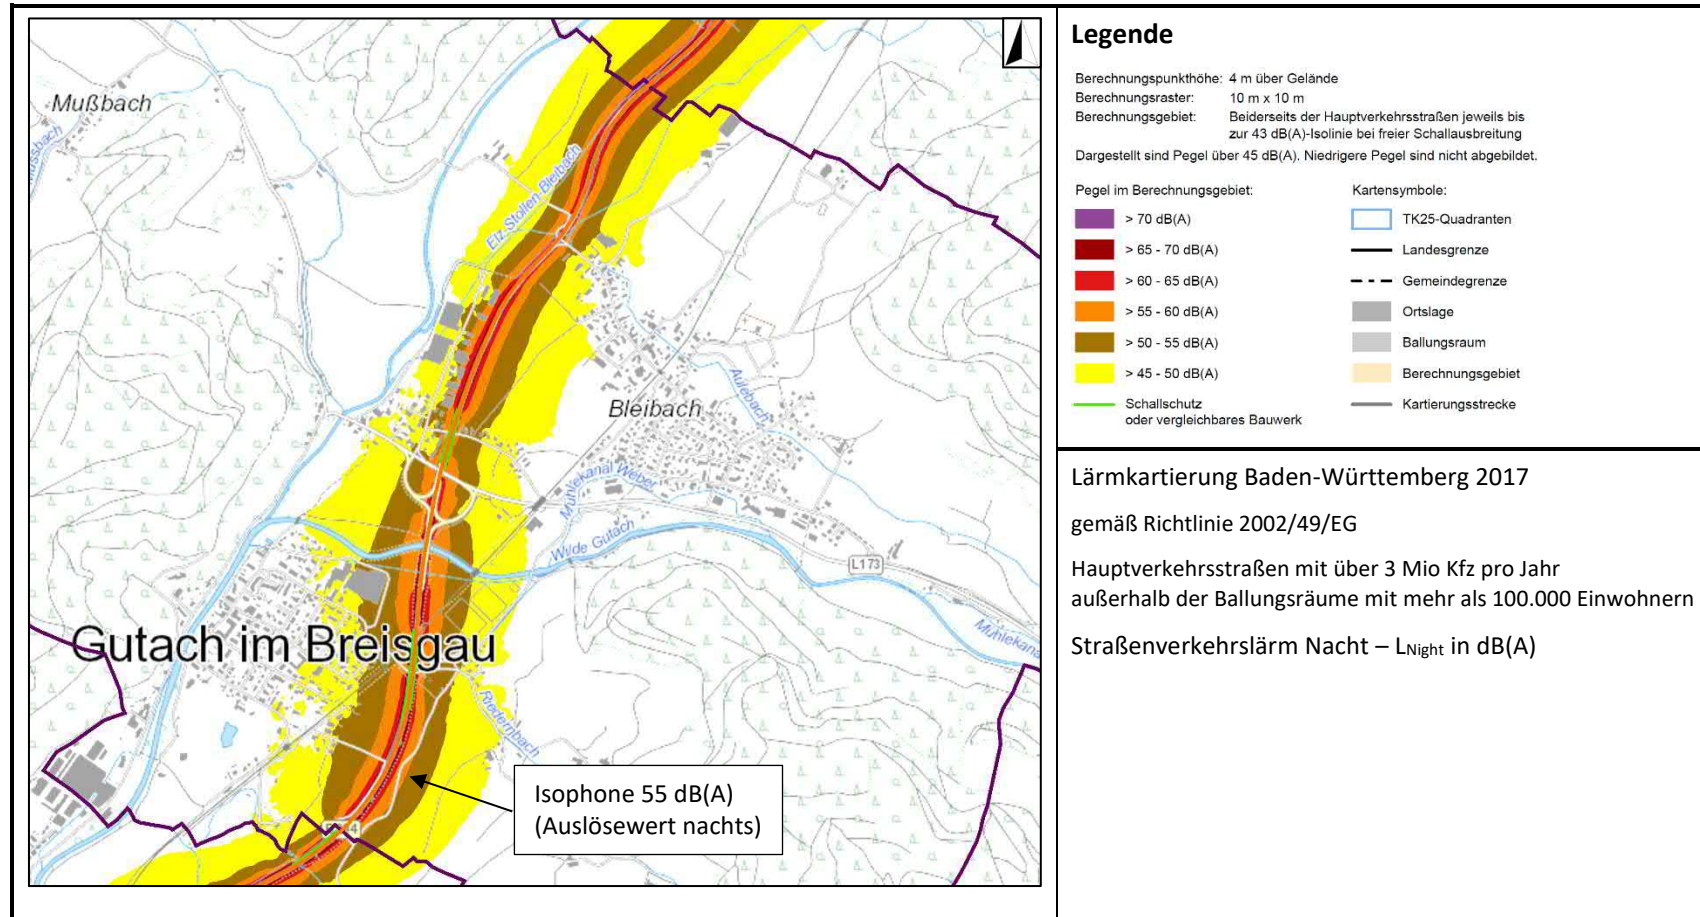 Mußbach
Elz Stollen-Bleibach
Bleibach
Aulebach
Mühlekanal Weber
Wilde Gutach
L173
Gutach im Breisgau
Riedernbach
Isophone 55 dB(A)
(Auslösewert nachts)
Legende
Berechnungspunkthöhe: 4 m über Gelände
Berechnungsraster: 10 m x 10 m
Berechnungsgebiet: Beiderseits der Hauptverkehrsstraßen jeweils bis
zur 43 dB(A)-Isolinie bei freier Schallausbreitung
Dargestellt sind Pegel über 45 dB(A). Niedrigere Pegel sind nicht abgebildet.
Pegel im Berechnungsgebiet:
> 70 dB(A)
> 65 - 70 dB(A)
> 60 - 65 dB(A)
> 55 - 60 dB(A)
> 50 - 55 dB(A)
> 45 - 50 dB(A)
Schallschutz
oder vergleichbares Bauwerk
Kartensymbole:
TK25-Quadranten
Landesgrenze
Gemeindegrenze
Ortslage
Ballungsraum
Berechnungsgebiet
Kartierungsstrecke
Lärmkartierung Baden-Württemberg 2017
gemäß Richtlinie 2002/49/EG
Hauptverkehrsstraßen mit über 3 Mio Kfz pro Jahr
außerhalb der Ballungsräume mit mehr als 100.000 Einwohnern
Straßenverkehrslärm Nacht – LNight in dB(A)